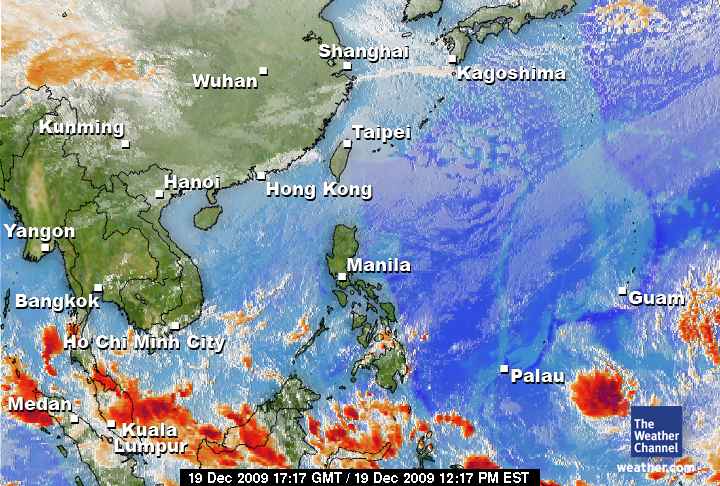 Shanghai
Kagoshima
Wuhan
Kunming
Taipei
Hanoi
Hong Kong
Yangon
Manila
Bangkok
Guam
Ho Chi Minh City
Palau
Medan
Kuala
Lumpur
The
Weather
Channel
weather.com
19 Dec 2009 17:17 GMT / 19 Dec 2009 12:17 PM EST